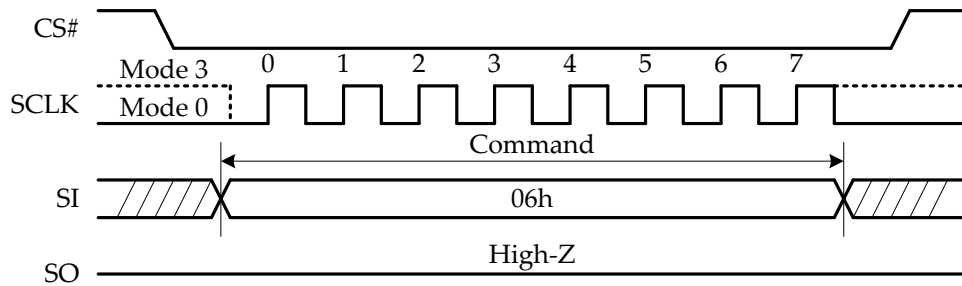 CS#
0 1 2 3 4 5 6 7
Mode 3
SCLK
Mode 0
Command
SI
06h
High-Z
SO